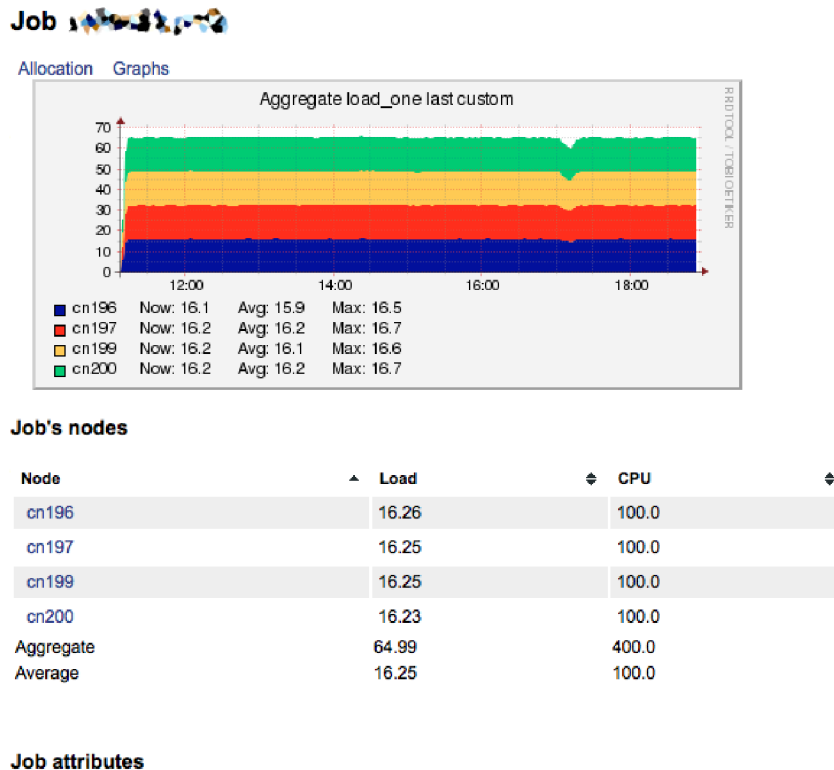 Job
Allocation Graphs
Aggregate load_one last custom
RRDTOOL / TOBI OETIKER
70
60
50
40
30
20
10
0
12:00 14:00 16:00 18:00
cn196 Now: 16.1 Avg: 15.9 Max: 16.5
cn197 Now: 16.2 Avg: 16.2 Max: 16.7
cn199 Now: 16.2 Avg: 16.1 Max: 16.6
cn200 Now: 16.2 Avg: 16.2 Max: 16.7
Job's nodes
Node Load CPU
cn196 16.26 100.0
cn197 16.25 100.0
cn199 16.25 100.0
cn200 16.23 100.0
Aggregate 64.99 400.0
Average 16.25 100.0
Job attributes